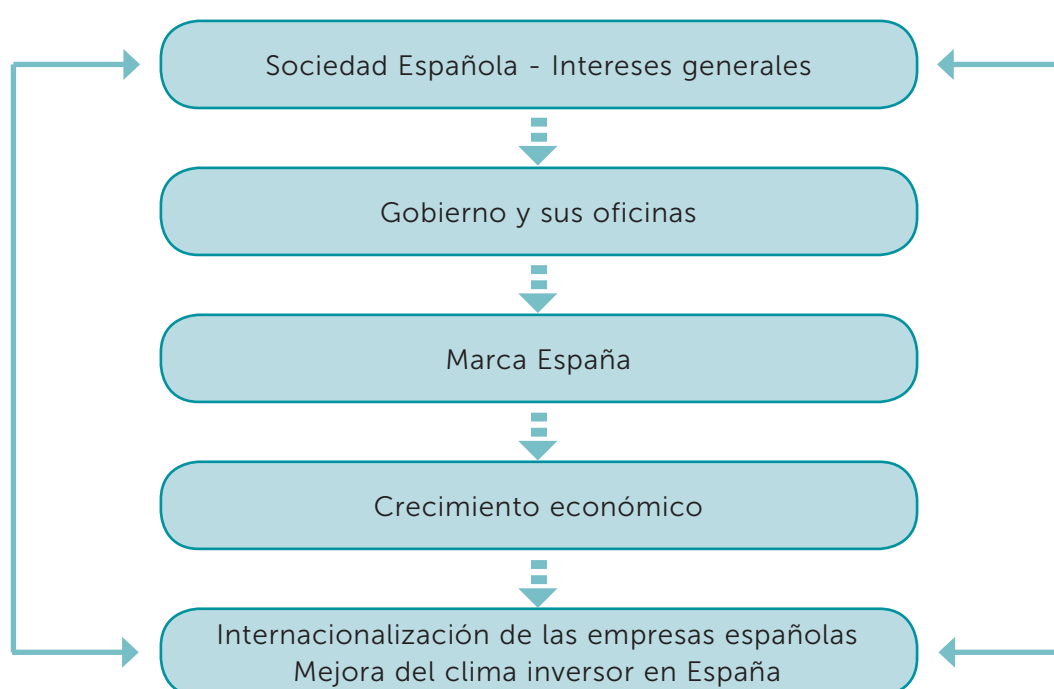 Sociedad Española - Intereses generales
Gobierno y sus oficinas
Marca España
Crecimiento económico
Internacionalización de las empresas españolas
Mejora del clima inversor en España